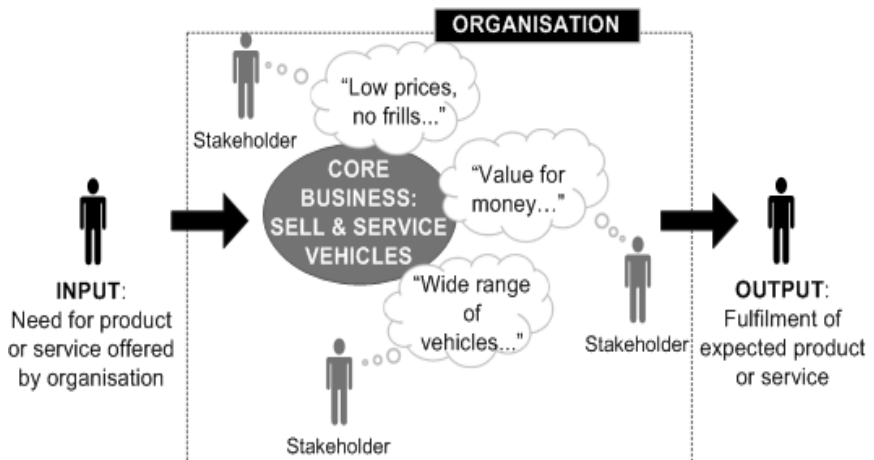 ORGANISATION
“Low prices,
no frills...”
Stakeholder
CORE
BUSINESS:
SELL & SERVICE
VEHICLES
“Value for
money...”
“Wide range
of
vehicles...”
Stakeholder
Stakeholder
INPUT:
Need for product
or service offered
by organisation
OUTPUT:
Fulfilment of
expected product
or service